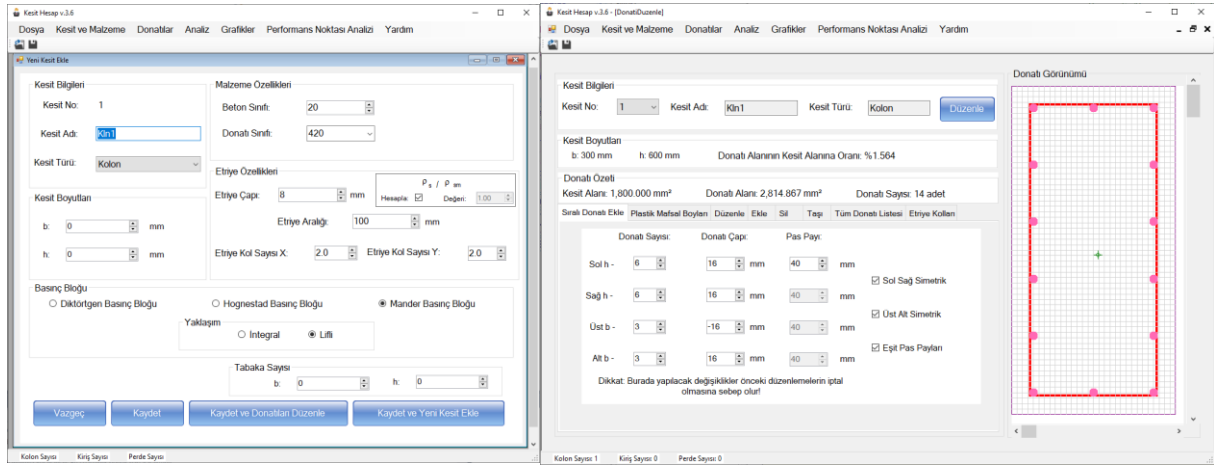 Kesit Hesap v.3.6
Dosya Kesit ve Malzeme Donatılar Analiz Grafikler Performans Noktası Analizi Yardım
Yeni Kesit Ekle
Kesit Bilgileri
Kesit No: 1
Kesit Adı: Kln1
Kesit Türü: Kolon
Malzeme Özellikleri
Beton Sınıfı: 20
Donatı Sınıfı: 420
Kesit Boyutları
b: 0 mm
h: 0 mm
Etriye Özellikleri
Etriye Çapı: 8 mm
ρ s / ρ sm
Hesapla: Değeri: 1.00
Etriye Aralığı: 100 mm
Etriye Kol Sayısı X: 2.0 Etriye Kol Sayısı Y: 2.0
Basınç Bloğu
Diktörtgen Basınç Bloğu Hognestad Basınç Bloğu Mander Basınç Bloğu
Yaklaşım
İntegral Lifli
Tabaka Sayısı
b: 0 h: 0
Vazgeç Kaydet Kaydet ve Donatıları Düzenle Kaydet ve Yeni Kesit Ekle
Kolon Sayısı Kiriş Sayısı Perde Sayısı
Kesit Hesap v.3.6 - [DonatiDuzenle]
Dosya Kesit ve Malzeme Donatılar Analiz Grafikler Performans Noktası Analizi Yardım
Kesit Bilgileri
Kesit No: 1 Kesit Adı: Kln1 Kesit Türü: Kolon Düzenle
Kesit Boyutları
b: 300 mm h: 600 mm Donatı Alanının Kesit Alanına Oranı: %1.564
Donatı Özeti
Kesit Alanı: 1,800.000 mm² Donatı Alanı: 2,814.867 mm² Donatı Sayısı: 14 adet
Sıralı Donatı Ekle Plastik Mafsal Boyları Düzenle Ekle Sil Taşı Tüm Donatı Listesi Etriye Kolları
Donatı Sayısı: Donatı Çapı: Pas Payı:
Sol h - 6 16 mm 40 mm
Sol Sağ Simetrik
Sağ h - 6 16 mm 40 mm
Üst Alt Simetrik
Üst b - 3 -16 mm 40 mm
Eşit Pas Payları
Alt b - 3 16 mm 40 mm
Dikkat: Burada yapılacak değişiklikler önceki düzenlemelerin iptal
olmasına sebep olur!
Donatı Görünümü
Kolon Sayısı: 1 Kiriş Sayısı: 0 Perde Sayısı: 0